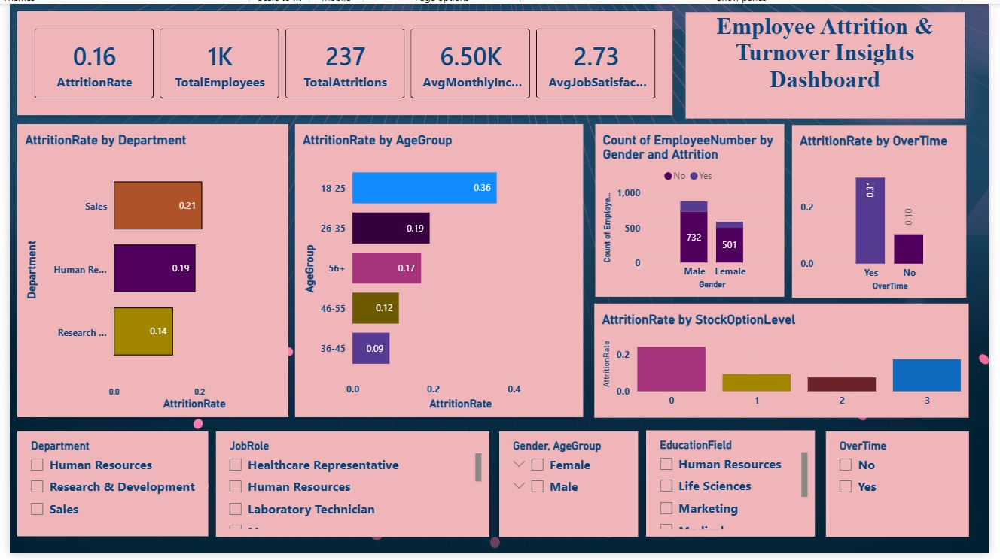 0.16
AttritionRate
1K
TotalEmployees
237
TotalAttritions
6.50K
AvgMonthlyInc...
2.73
AvgJobSatisfac...
Employee Attrition &
Turnover Insights
Dashboard
AttritionRate by Department
Department
Sales
0.21
Human Re...
0.19
Research ...
0.14
0.0
0.2
AttritionRate
AttritionRate by AgeGroup
AgeGroup
18-25
0.36
26-35
0.19
56+
0.17
46-55
0.12
36-45
0.09
0.0
0.2
0.4
AttritionRate
Count of EmployeeNumber by
Gender and Attrition
No
Yes
Count of Employe...
1,000
500
0
732
501
Male
Female
Gender
AttritionRate by OverTime
0.2
0.0
0.31
0.10
Yes
No
OverTime
AttritionRate by StockOptionLevel
AttritionRate
0.2
0.0
0
1
2
3
Department
Human Resources
Research & Development
Sales
JobRole
Healthcare Representative
Human Resources
Laboratory Technician
Gender, AgeGroup
Female
Male
EducationField
Human Resources
Life Sciences
Marketing
OverTime
No
Yes